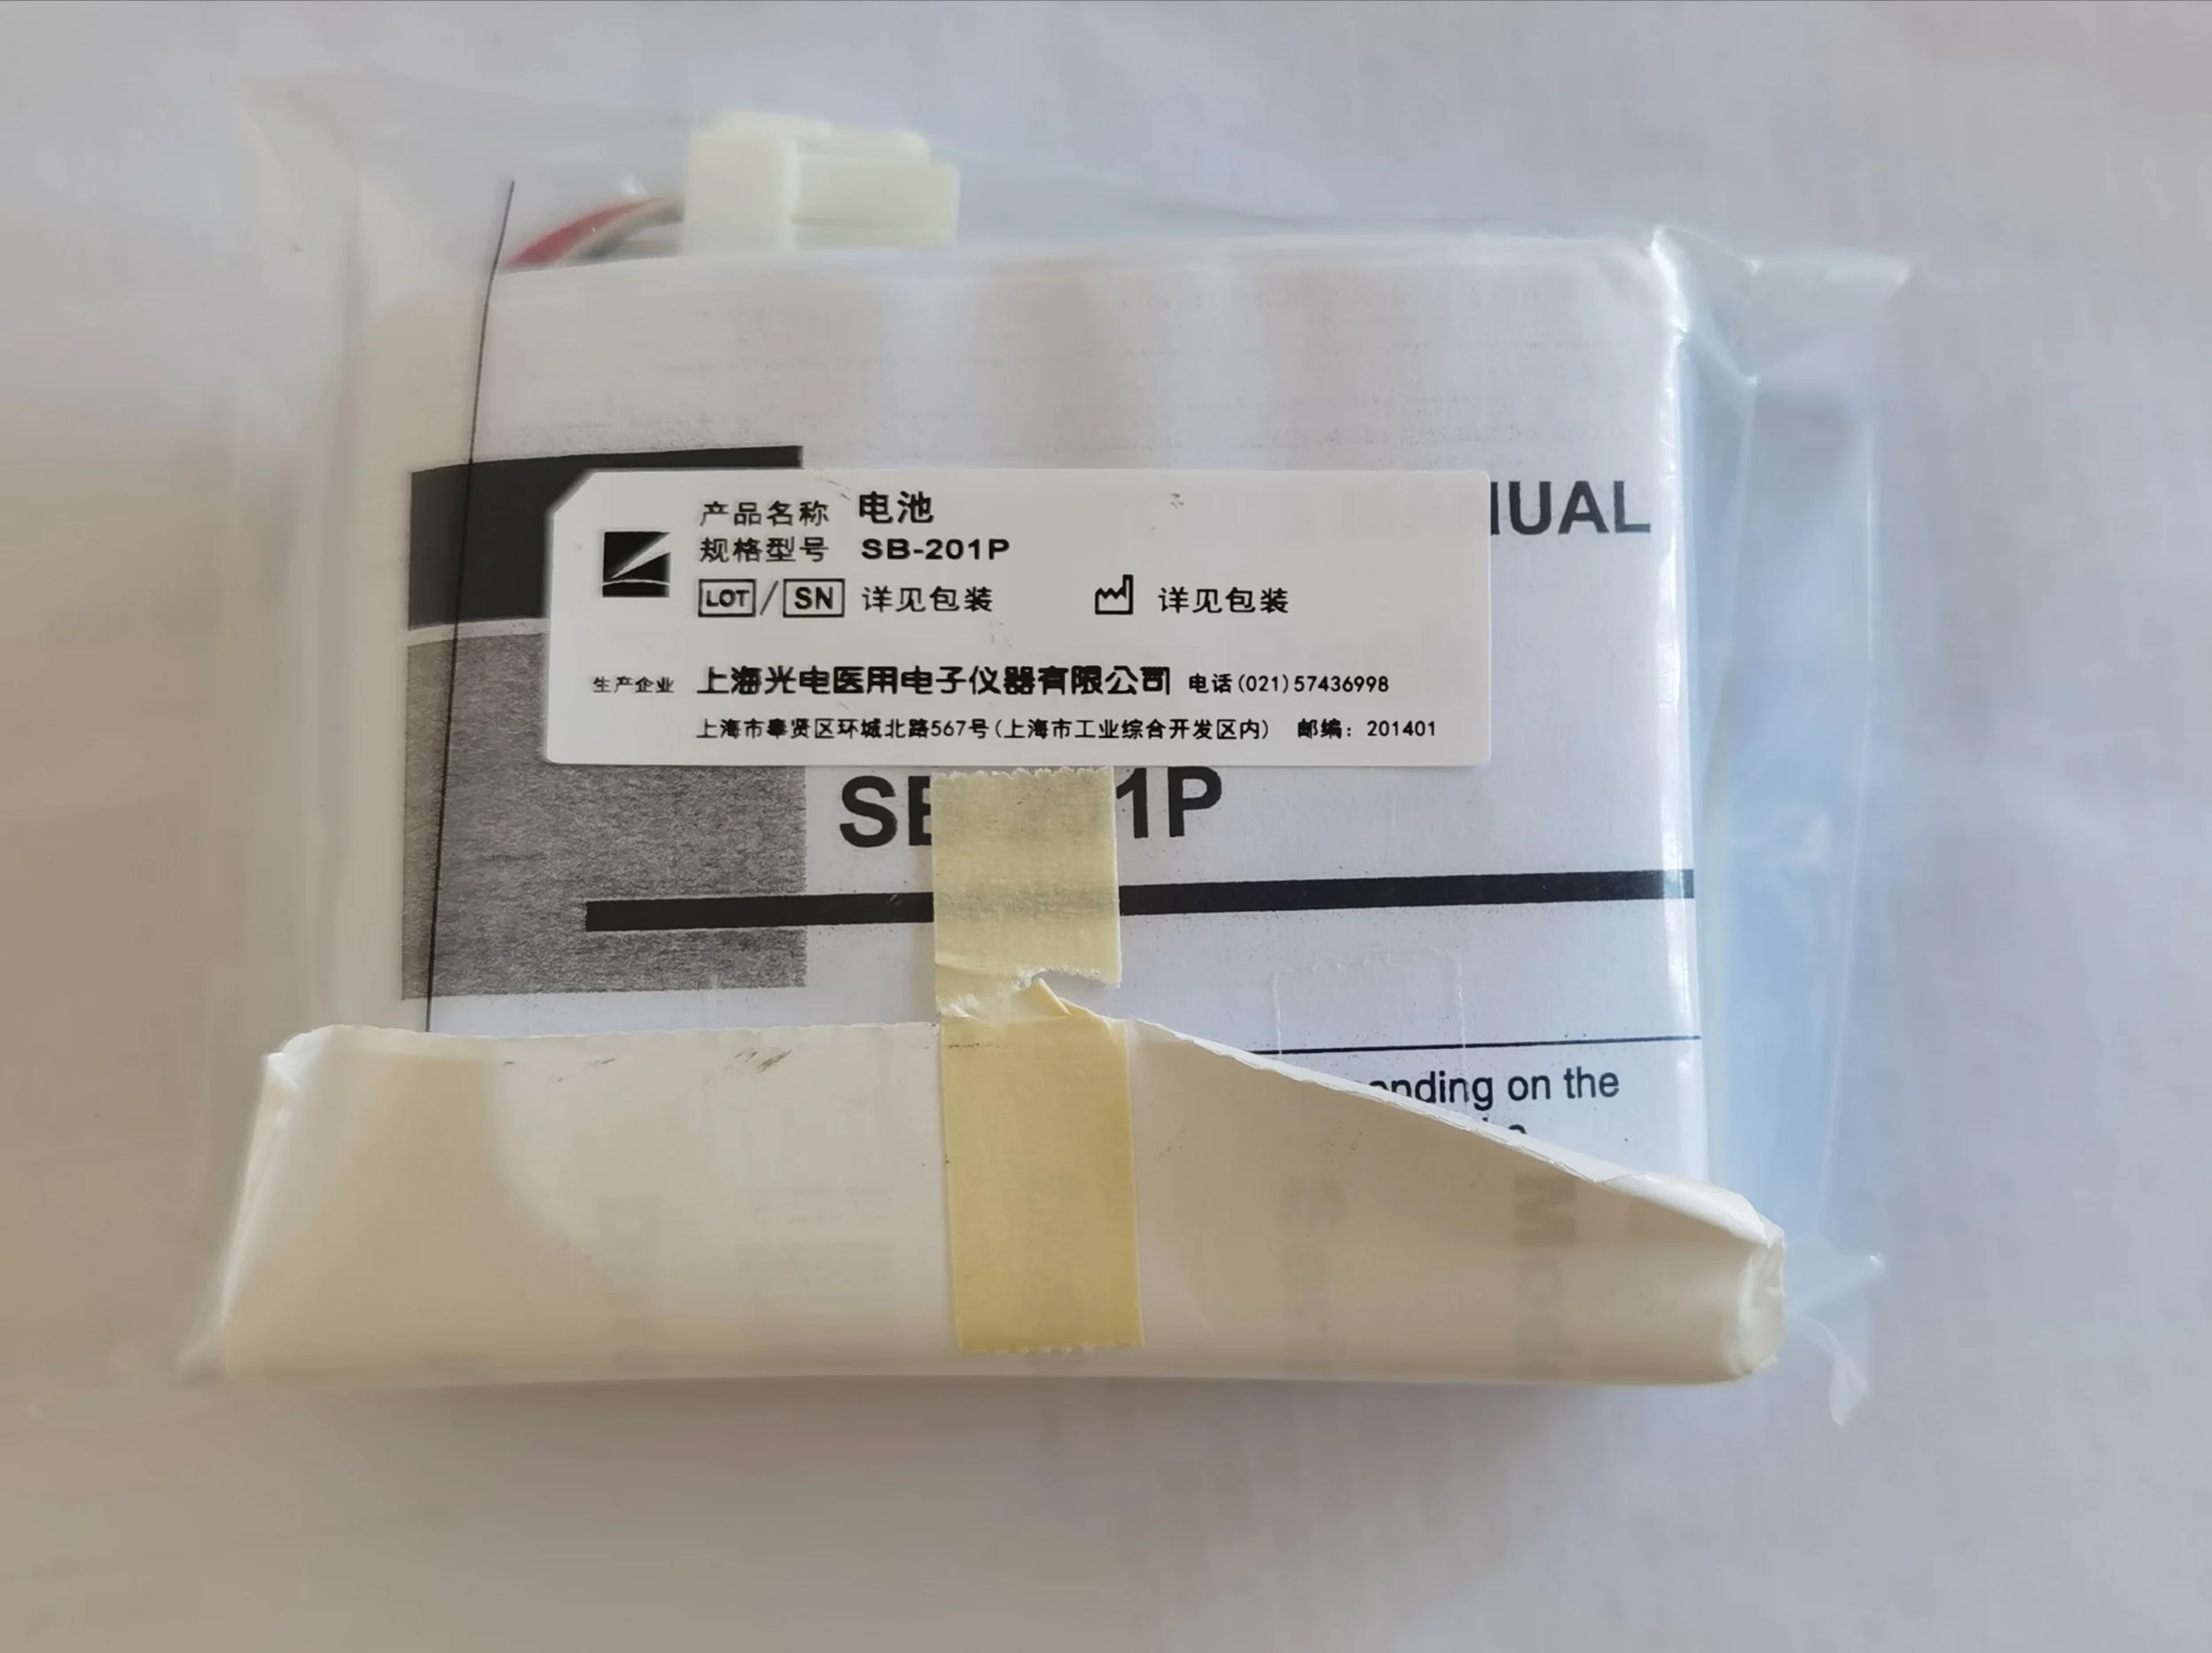 NUAL
产品名称 电池
规格型号 SB-201P
LOT/SN 详见包装 详见包装
生产企业 上海光电医用电子仪器有限公司 电话(021)57436998
上海市奉贤区环城北路567号(上海市工业综合开发区内) 邮编：201401
SB 1P
ending on the